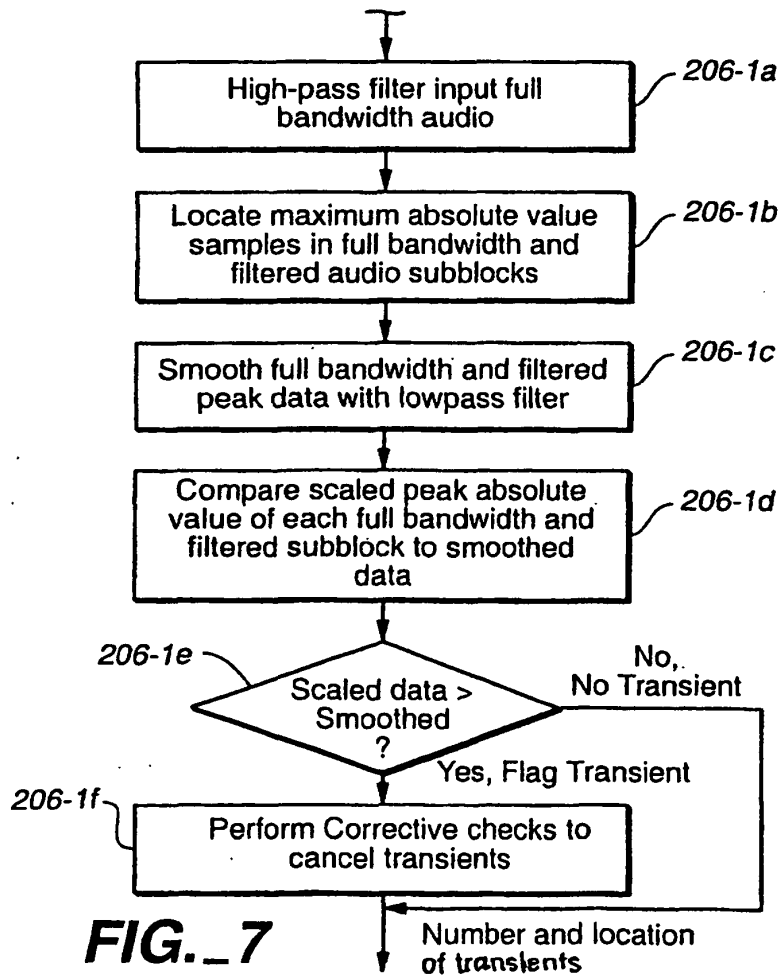 High-pass filter input full
bandwidth audio
206-1a
Locate maximum absolute value
samples in full bandwidth and
filtered audio subblocks
206-1b
Smooth full bandwidth and filtered
peak data with lowpass filter
206-1c
Compare scaled peak absolute
value of each full bandwidth and
filtered subblock to smoothed
data
206-1d
206-1e
Scaled data >
Smoothed
?
No,
No Transient
Yes, Flag Transient
206-1f
Perform Corrective checks to
cancel transients
Number and location
of transients
FIG._7